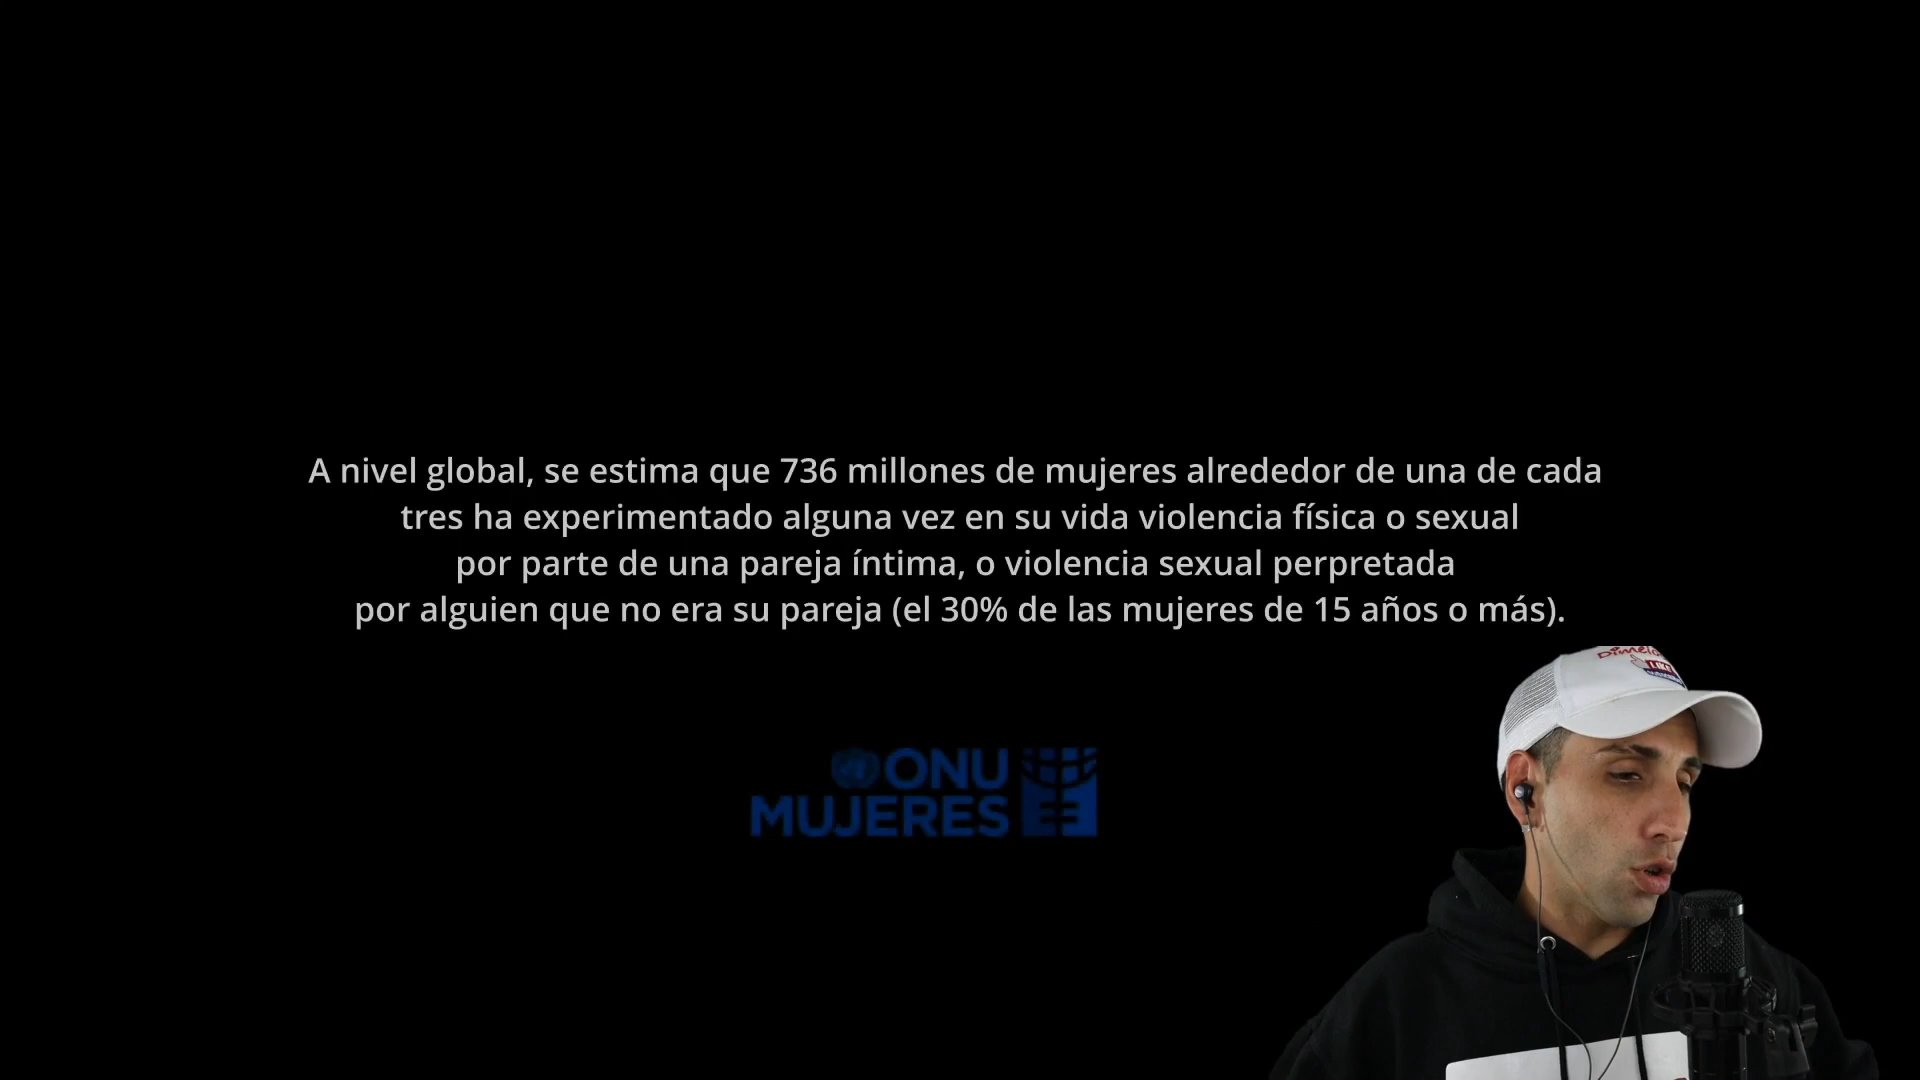 A nivel global, se estima que 736 millones de mujeres alrededor de una de cada
tres ha experimentado alguna vez en su vida violencia física o sexual
por parte de una pareja íntima, o violencia sexual perpretada
por alguien que no era su pareja (el 30% de las mujeres de 15 años o más).
ONU
MUJERES
LIKE